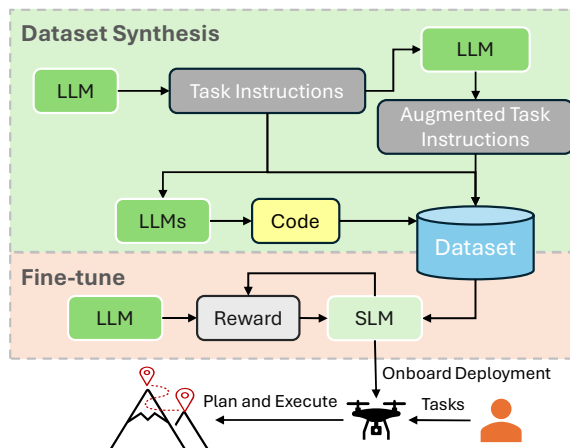 Dataset Synthesis
LLM
LLM
Task Instructions
Augmented Task
Instructions
LLMs
Code
Dataset
Fine-tune
LLM
Reward
SLM
Onboard Deployment
Plan and Execute
Tasks